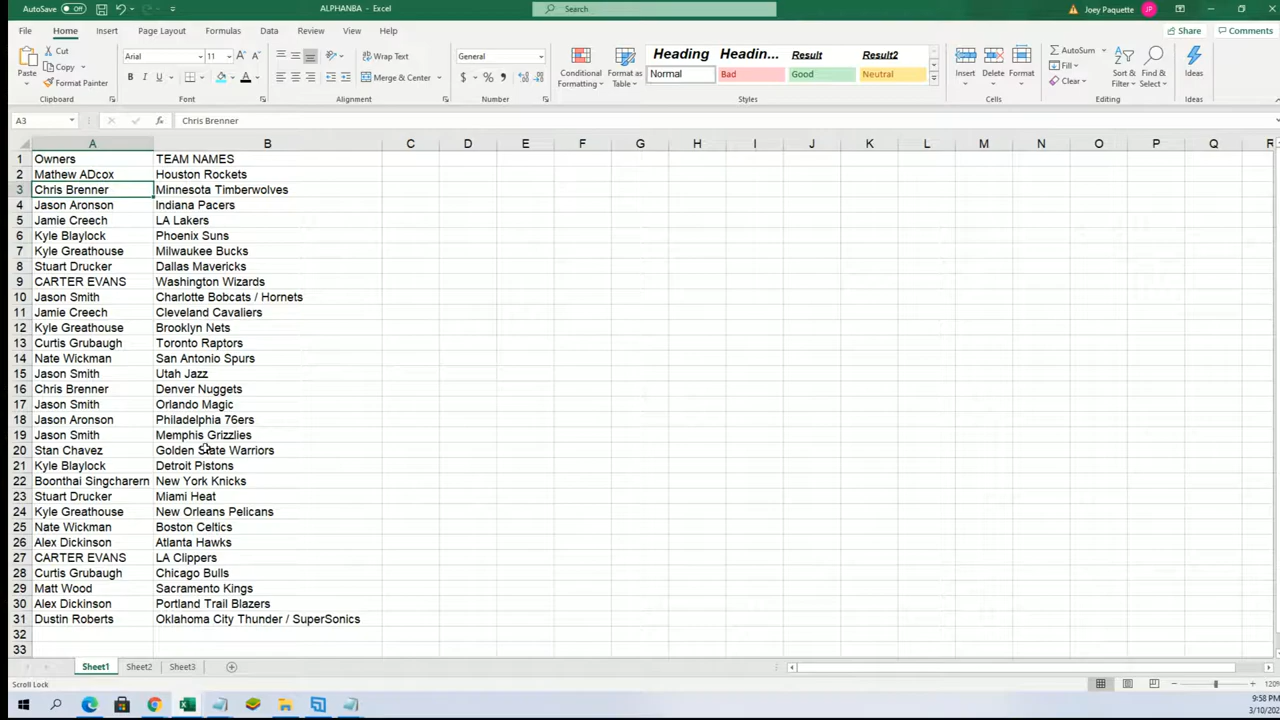 AutoSave Off ALPHANBA - Excel Search Joey Paquette JP
File Home Insert Page Layout Formulas Data Review View Help Share Comments
Paste Cut Copy Format Painter Clipboard
Arial 11 B I U A Font
Wrap Text Merge & Center Alignment
General $ % Number
Conditional Formatting Format as Table
Heading Headin... Result Result2
Normal Bad Good Neutral Styles
Insert Delete Format Cells
AutoSum Fill Clear Sort & Filter Find & Select Editing
Ideas Ideas
A3 fx Chris Brenner
A B C D E F G H I J K L M N O P Q R
1 Owners TEAM NAMES
2 Mathew ADcox Houston Rockets
3 Chris Brenner Minnesota Timberwolves
4 Jason Aronson Indiana Pacers
5 Jamie Creech LA Lakers
6 Kyle Blaylock Phoenix Suns
7 Kyle Greathouse Milwaukee Bucks
8 Stuart Drucker Dallas Mavericks
9 CARTER EVANS Washington Wizards
10 Jason Smith Charlotte Bobcats / Hornets
11 Jamie Creech Cleveland Cavaliers
12 Kyle Greathouse Brooklyn Nets
13 Curtis Grubaugh Toronto Raptors
14 Nate Wickman San Antonio Spurs
15 Jason Smith Utah Jazz
16 Chris Brenner Denver Nuggets
17 Jason Smith Orlando Magic
18 Jason Aronson Philadelphia 76ers
19 Jason Smith Memphis Grizzlies
20 Stan Chavez Golden State Warriors
21 Kyle Blaylock Detroit Pistons
22 Boonthai Singcharern New York Knicks
23 Stuart Drucker Miami Heat
24 Kyle Greathouse New Orleans Pelicans
25 Nate Wickman Boston Celtics
26 Alex Dickinson Atlanta Hawks
27 CARTER EVANS LA Clippers
28 Curtis Grubaugh Chicago Bulls
29 Matt Wood Sacramento Kings
30 Alex Dickinson Portland Trail Blazers
31 Dustin Roberts Oklahoma City Thunder / SuperSonics
32
33
Sheet1 Sheet2 Sheet3
Scroll Lock
9:58 PM